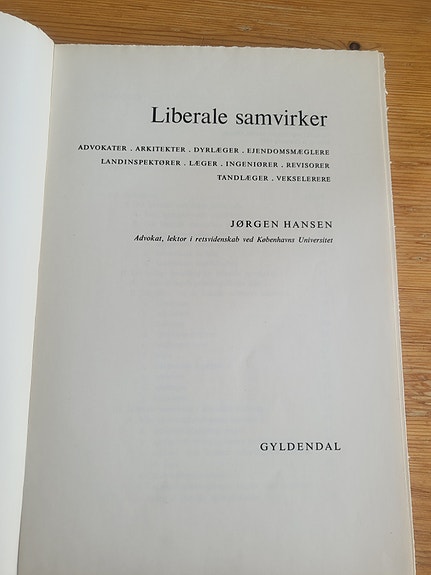 Liberale samvirker
ADVOKATER . ARKITEKTER . DYRLÆGER . EJENDOMSMÆGLERE
LANDINSPEKTØRER . LÆGER . INGENIØRER . REVISORER
TANDLÆGER . VEKSELERERE
JØRGEN HANSEN
Advokat, lektor i retsvidenskab ved Københavns Universitet
GYLDENDAL